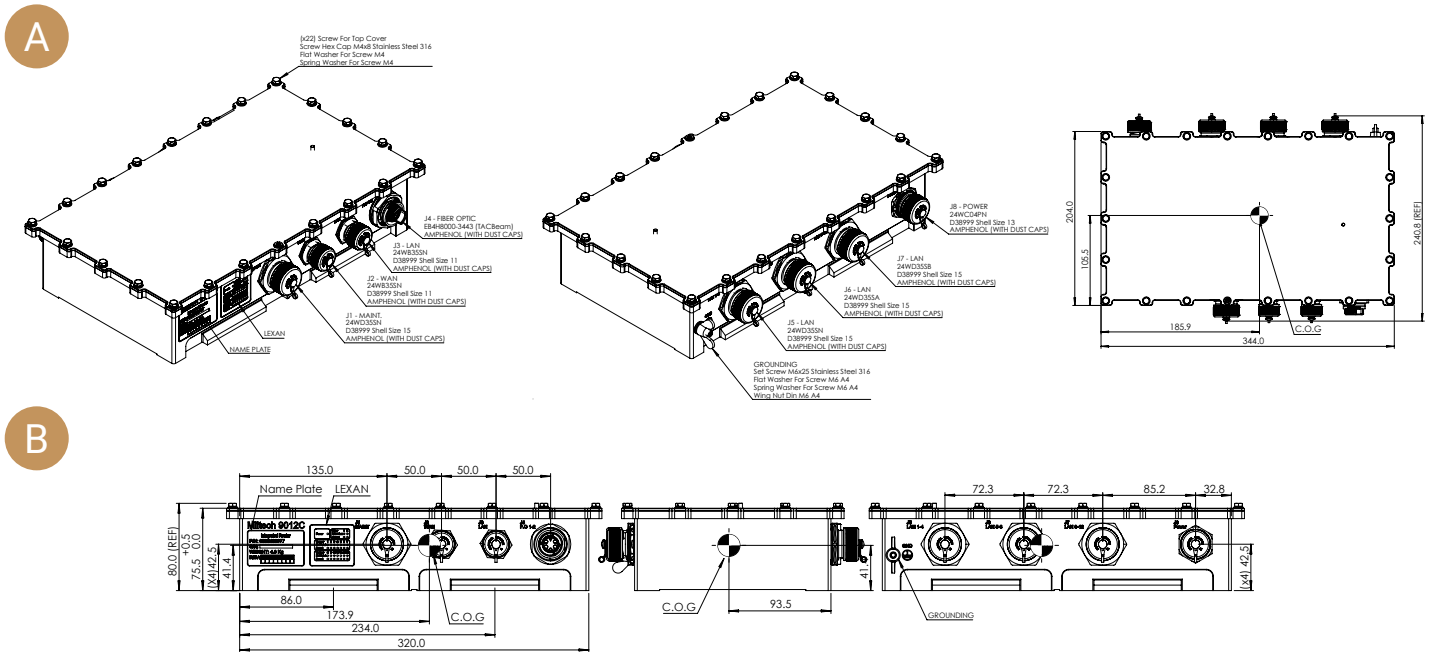 A
(x22) Screw For Top Cover
Screw Hex Cap M4x8 Stainless Steel 316
Flat Washer For Screw M4
Spring Washer For Screw M4
J4 - FIBER OPTIC
EB4H8000-3443 (TACBeam)
AMPHENOL (WITH DUST CAPS)
J3 - LAN
24WB35SN
D38999 Shell Size 11
AMPHENOL (WITH DUST CAPS)
J2 - WAN
24WB35SN
D38999 Shell Size 11
AMPHENOL (WITH DUST CAPS)
J1 - MAINT.
24WD35SN
D38999 Shell Size 15
AMPHENOL (WITH DUST CAPS)
LEXAN
NAME PLATE
J8 - POWER
24WC04PN
D38999 Shell Size 13
AMPHENOL (WITH DUST CAPS)
J7 - LAN
24WD35SB
D38999 Shell Size 15
AMPHENOL (WITH DUST CAPS)
J6 - LAN
24WD35SA
D38999 Shell Size 15
AMPHENOL (WITH DUST CAPS)
J5 - LAN
24WD35SN
D38999 Shell Size 15
AMPHENOL (WITH DUST CAPS)
GROUNDING
Set Screw M6x25 Stainless Steel 316
Flat Washer For Screw M6 A4
Spring Washer For Screw M6 A4
Wing Nut Din M6 A4
204.0
105.5
240.8 (REF)
185.9
C.O.G
344.0
B
135.0
50.0
50.0
50.0
Name Plate
LEXAN
Miltech 9012C
80.0 (REF)
75.5 +0.5 0.0
(X4) 42.5
41.4
86.0
173.9
C.O.G
234.0
320.0
C.O.G
93.5
72.3
72.3
85.2
32.8
GROUNDING
(x4) 42.5